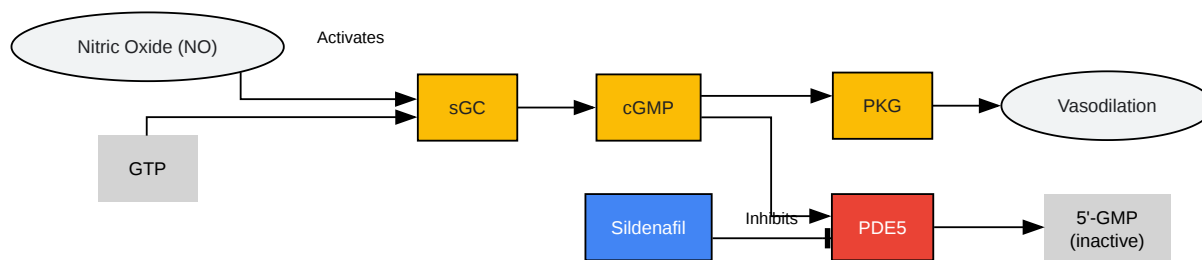 Nitric Oxide (NO)
Activates
sGC
cGMP
PKG
Vasodilation
GTP
Sildenafil
Inhibits
PDE5
5'-GMP
(inactive)